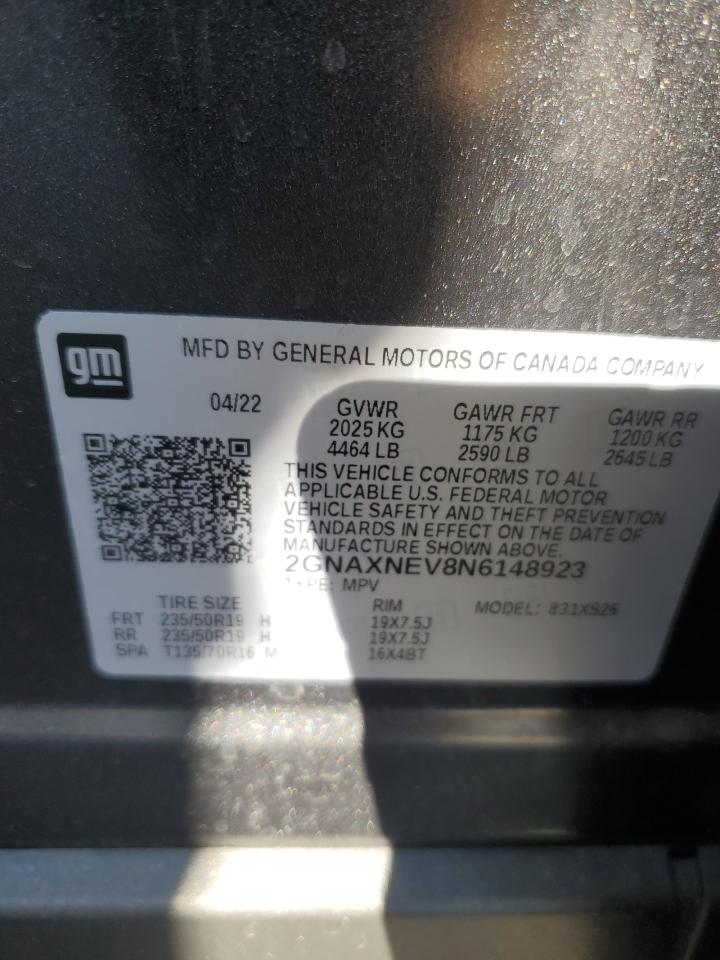 gm
MFD BY GENERAL MOTORS OF CANADA COMPANY
04/22
GVWR GAWR FRT GAWR RR
2025 KG 1175 KG 1200 KG
4464 LB 2590 LB 2645 LB
THIS VEHICLE CONFORMS TO ALL
APPLICABLE U.S. FEDERAL MOTOR
VEHICLE SAFETY AND THEFT PREVENTION
STANDARDS IN EFFECT ON THE DATE OF
MANUFACTURE SHOWN ABOVE.
2GNAXNEV8N6148923
TYPE: MPV
TIRE SIZE RIM MODEL: 831XS26
FRT 235/50R19 H 19X7.5J
RR 235/50R19 H 19X7.5J
SPA T135/70R16 M 16X4BT